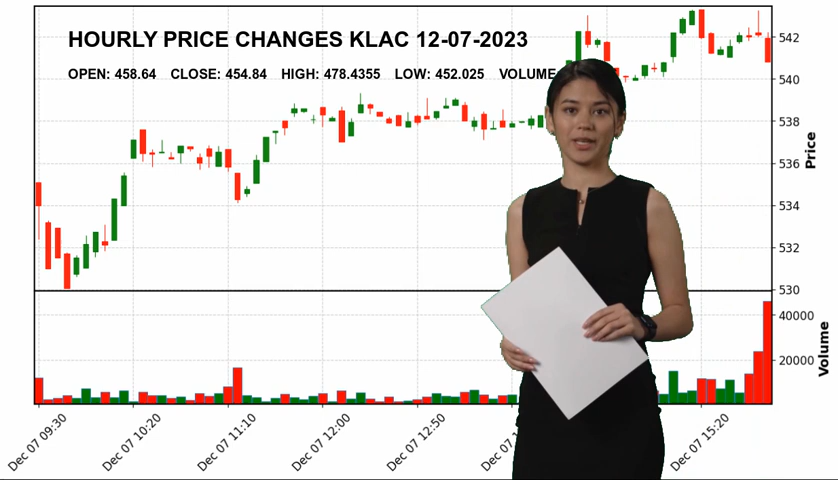 HOURLY PRICE CHANGES KLAC 12-07-2023
OPEN: 458.64 CLOSE: 454.84 HIGH: 478.4355 LOW: 452.025 VOLUME
542
540
538
536
534
532
530
Price
40000
20000
Volume
Dec 07 09:30
Dec 07 10:20
Dec 07 11:10
Dec 07 12:00
Dec 07 12:50
Dec 07 15:20